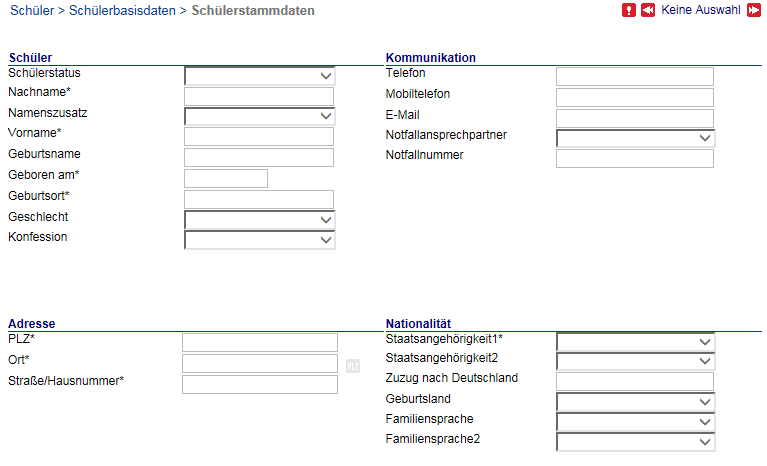 Schüler > Schülerbasisdaten > Schülerstammdaten
Keine Auswahl
Schüler
Schülerstatus
Nachname*
Namenszusatz
Vorname*
Geburtsname
Geboren am*
Geburtsort*
Geschlecht
Konfession
Kommunikation
Telefon
Mobiltelefon
E-Mail
Notfallansprechpartner
Notfallnummer
Adresse
PLZ*
Ort*
PLZ
Straße/Hausnummer*
Nationalität
Staatsangehörigkeit1*
Staatsangehörigkeit2
Zuzug nach Deutschland
Geburtsland
Familiensprache
Familiensprache2